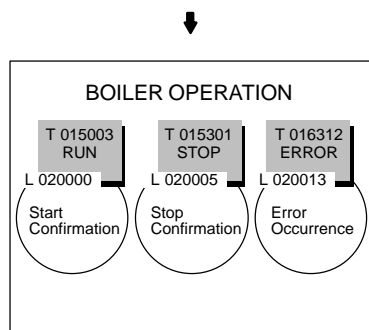 BOILER OPERATION
T 015003
RUN
T 015301
STOP
T 016312
ERROR
L 020000
L 020005
L 020013
Start
Confirmation
Stop
Confirmation
Error
Occurrence